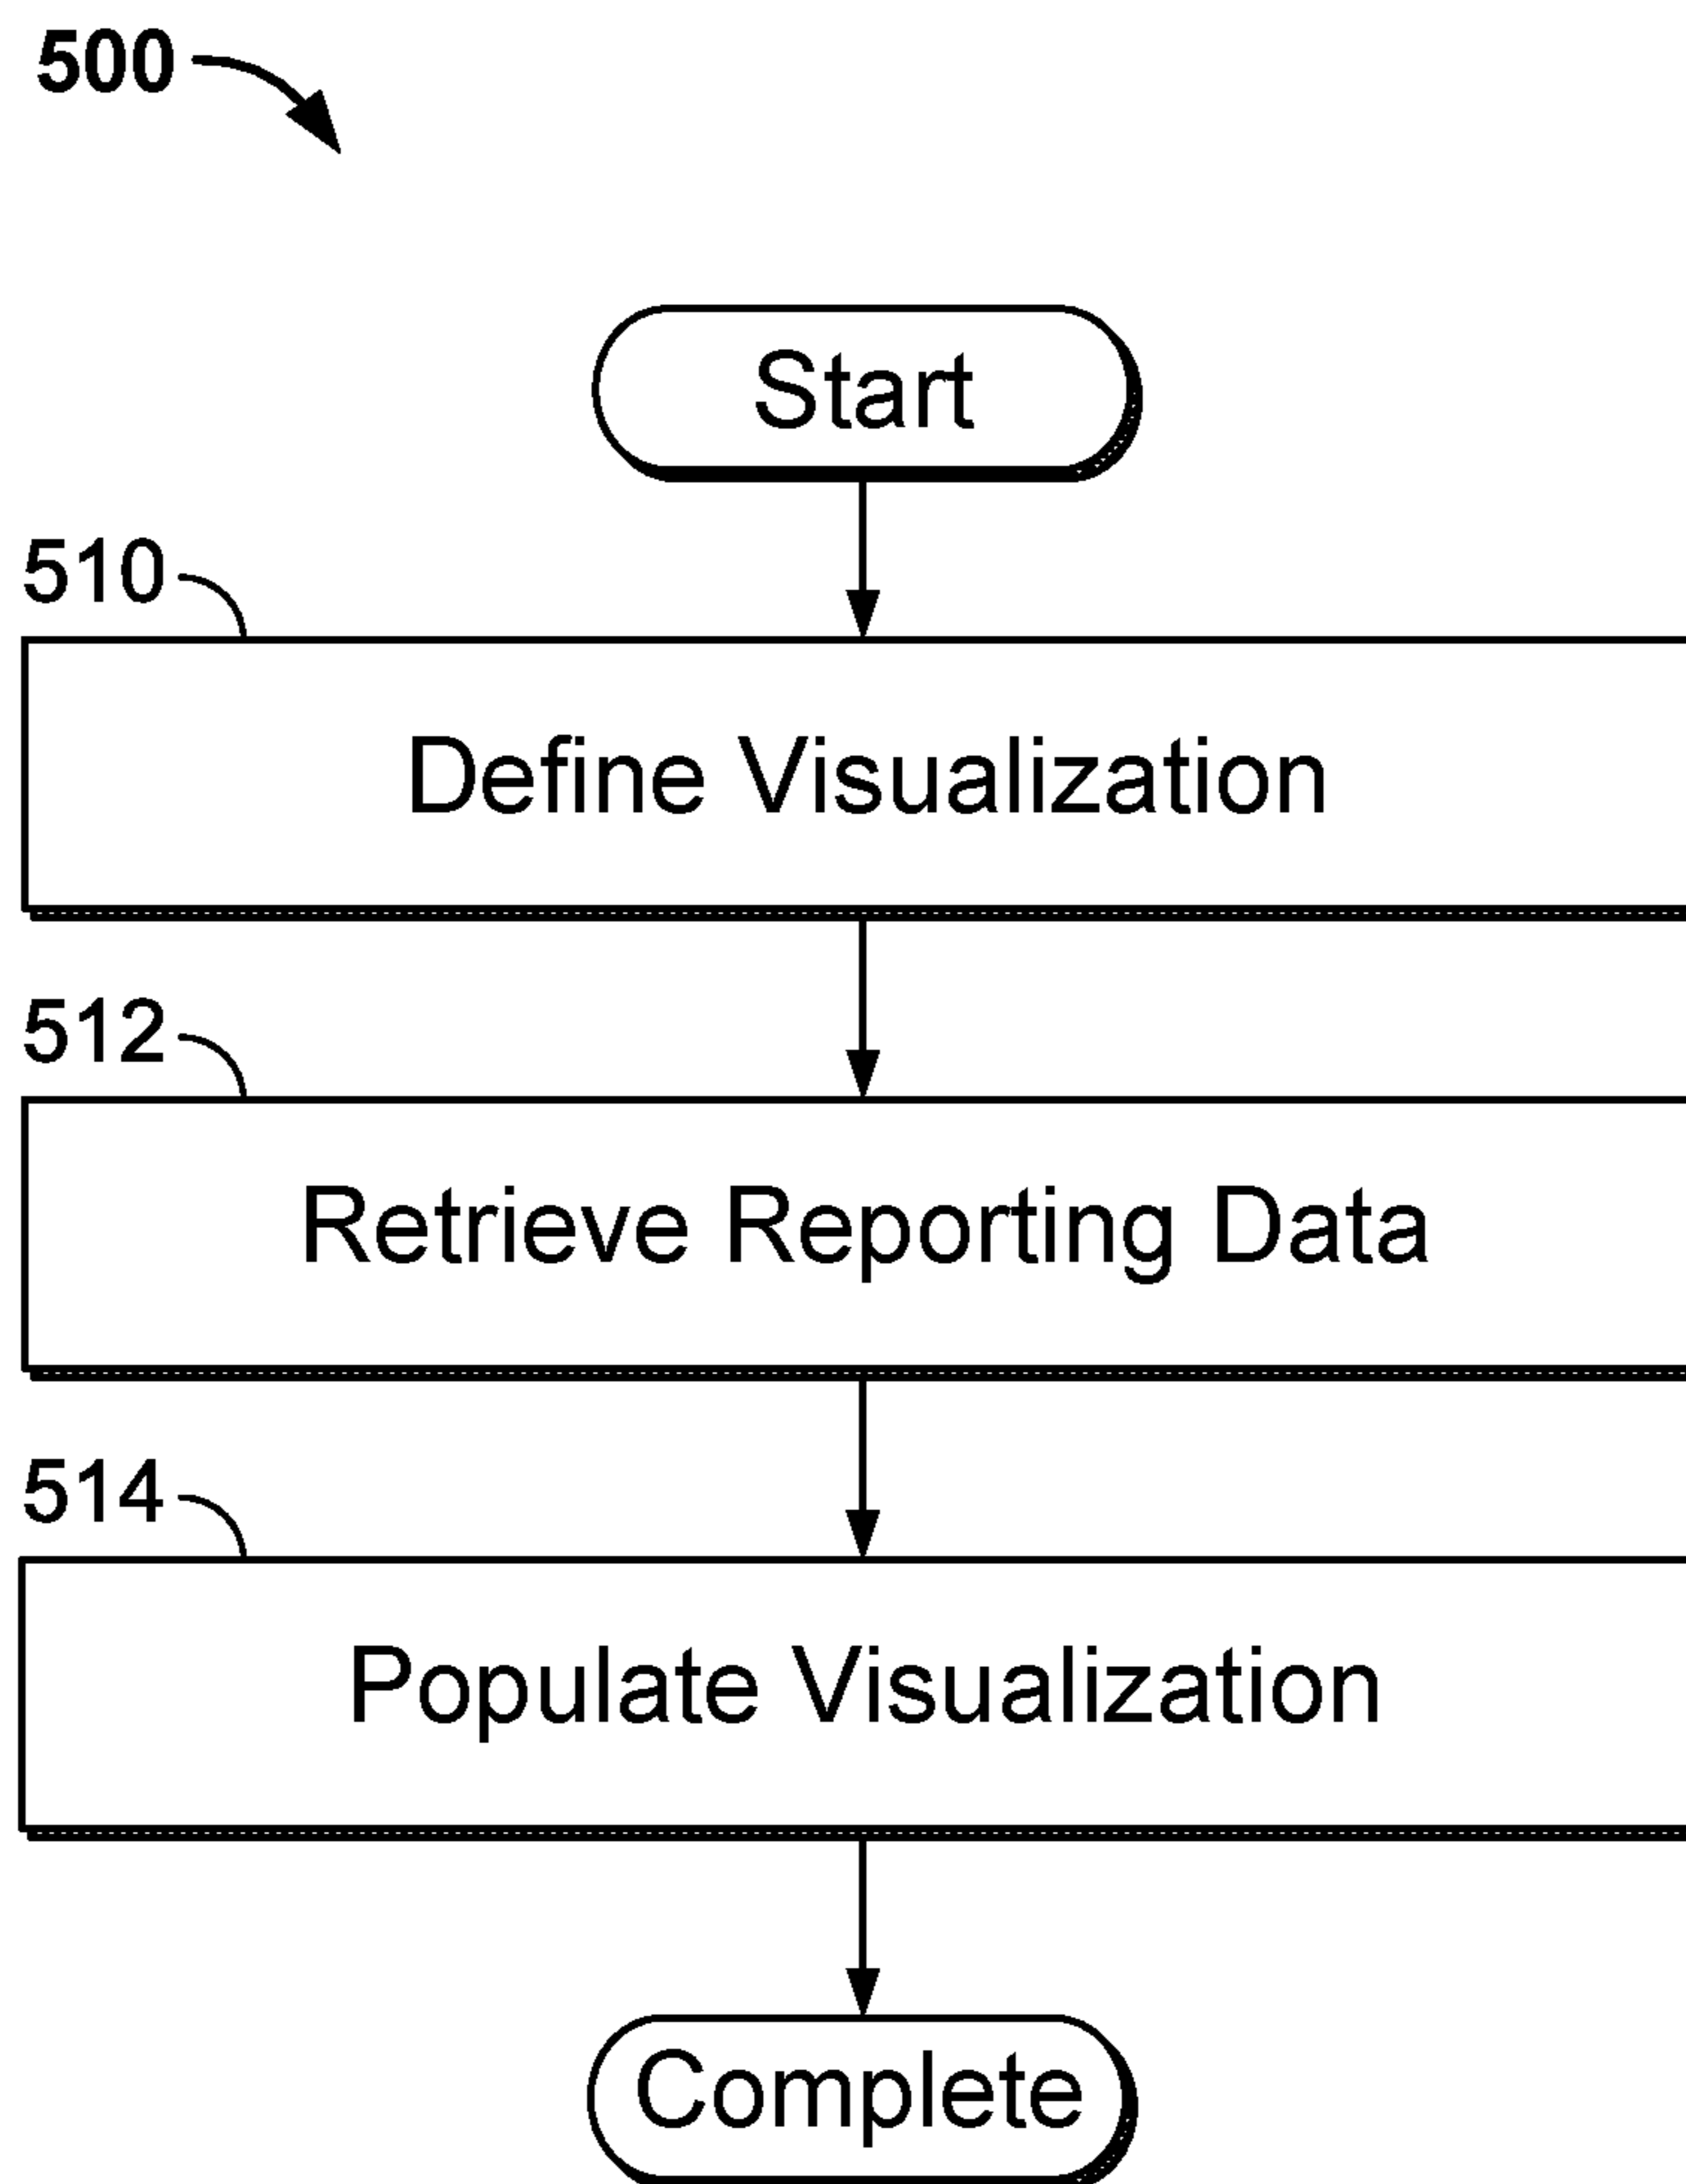 500
Start
510
Define Visualization
512
Retrieve Reporting Data
514
Populate Visualization
Complete